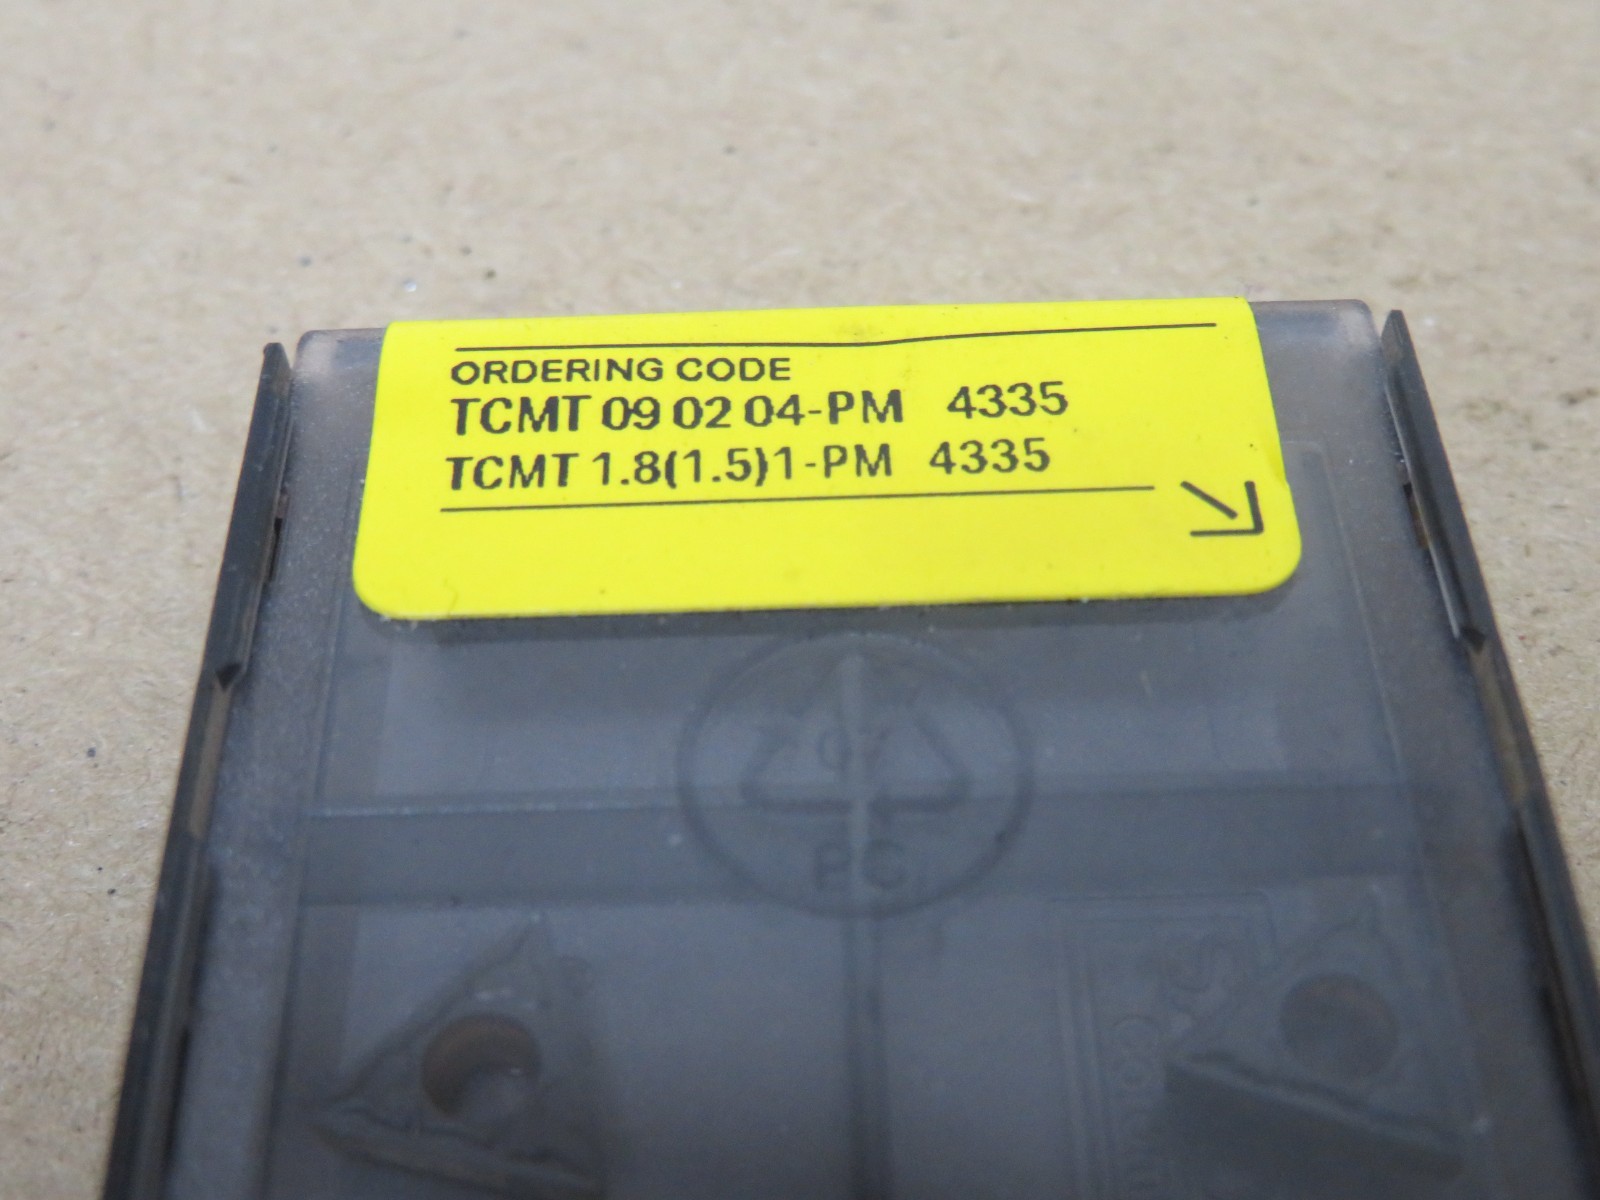 ORDERING CODE
TCMT 09 02 04-PM 4335
TCMT 1.8(1.5)1-PM 4335